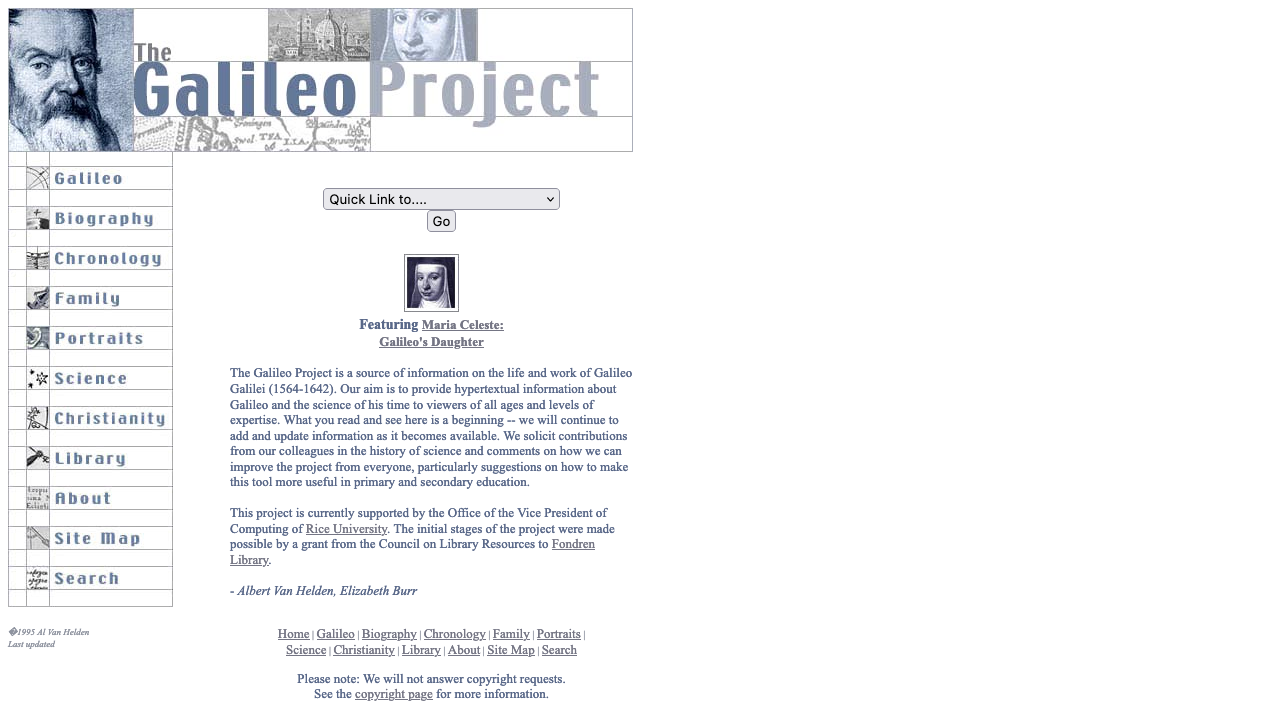 The
Galileo Project
Galileo
Biography
Chronology
Family
Portraits
Science
Christianity
Library
About
Site Map
Search
�1995 Al Van Helden
Last updated
Quick Link to....
Go
Featuring Maria Celeste:
Galileo's Daughter
The Galileo Project is a source of information on the life and work of Galileo
Galilei (1564-1642). Our aim is to provide hypertextual information about
Galileo and the science of his time to viewers of all ages and levels of
expertise. What you read and see here is a beginning -- we will continue to
add and update information as it becomes available. We solicit contributions
from our colleagues in the history of science and comments on how we can
improve the project from everyone, particularly suggestions on how to make
this tool more useful in primary and secondary education.
This project is currently supported by the Office of the Vice President of
Computing of Rice University. The initial stages of the project were made
possible by a grant from the Council on Library Resources to Fondren
Library.
- Albert Van Helden, Elizabeth Burr
Home | Galileo | Biography | Chronology | Family | Portraits |
Science | Christianity | Library | About | Site Map | Search
Please note: We will not answer copyright requests.
See the copyright page for more information.